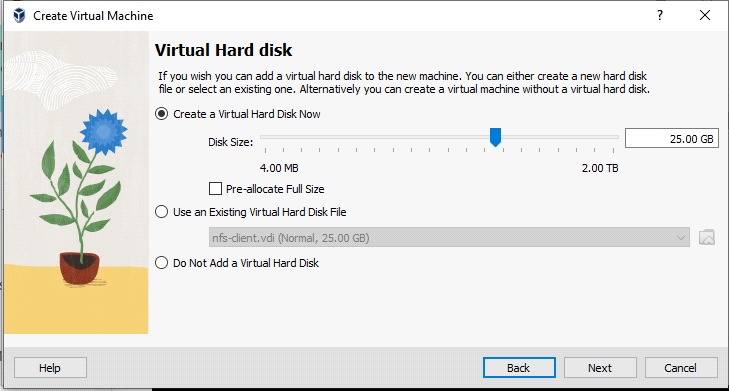 Create Virtual Machine
Virtual Hard disk
If you wish you can add a virtual hard disk to the new machine. You can either create a new hard disk
file or select an existing one. Alternatively you can create a virtual machine without a virtual hard disk.
Create a Virtual Hard Disk Now
Disk Size:
25.00 GB
4.00 MB
2.00 TB
Pre-allocate Full Size
Use an Existing Virtual Hard Disk File
nfs-client.vdi (Normal, 25.00 GB)
Do Not Add a Virtual Hard Disk
Help
Back
Next
Cancel